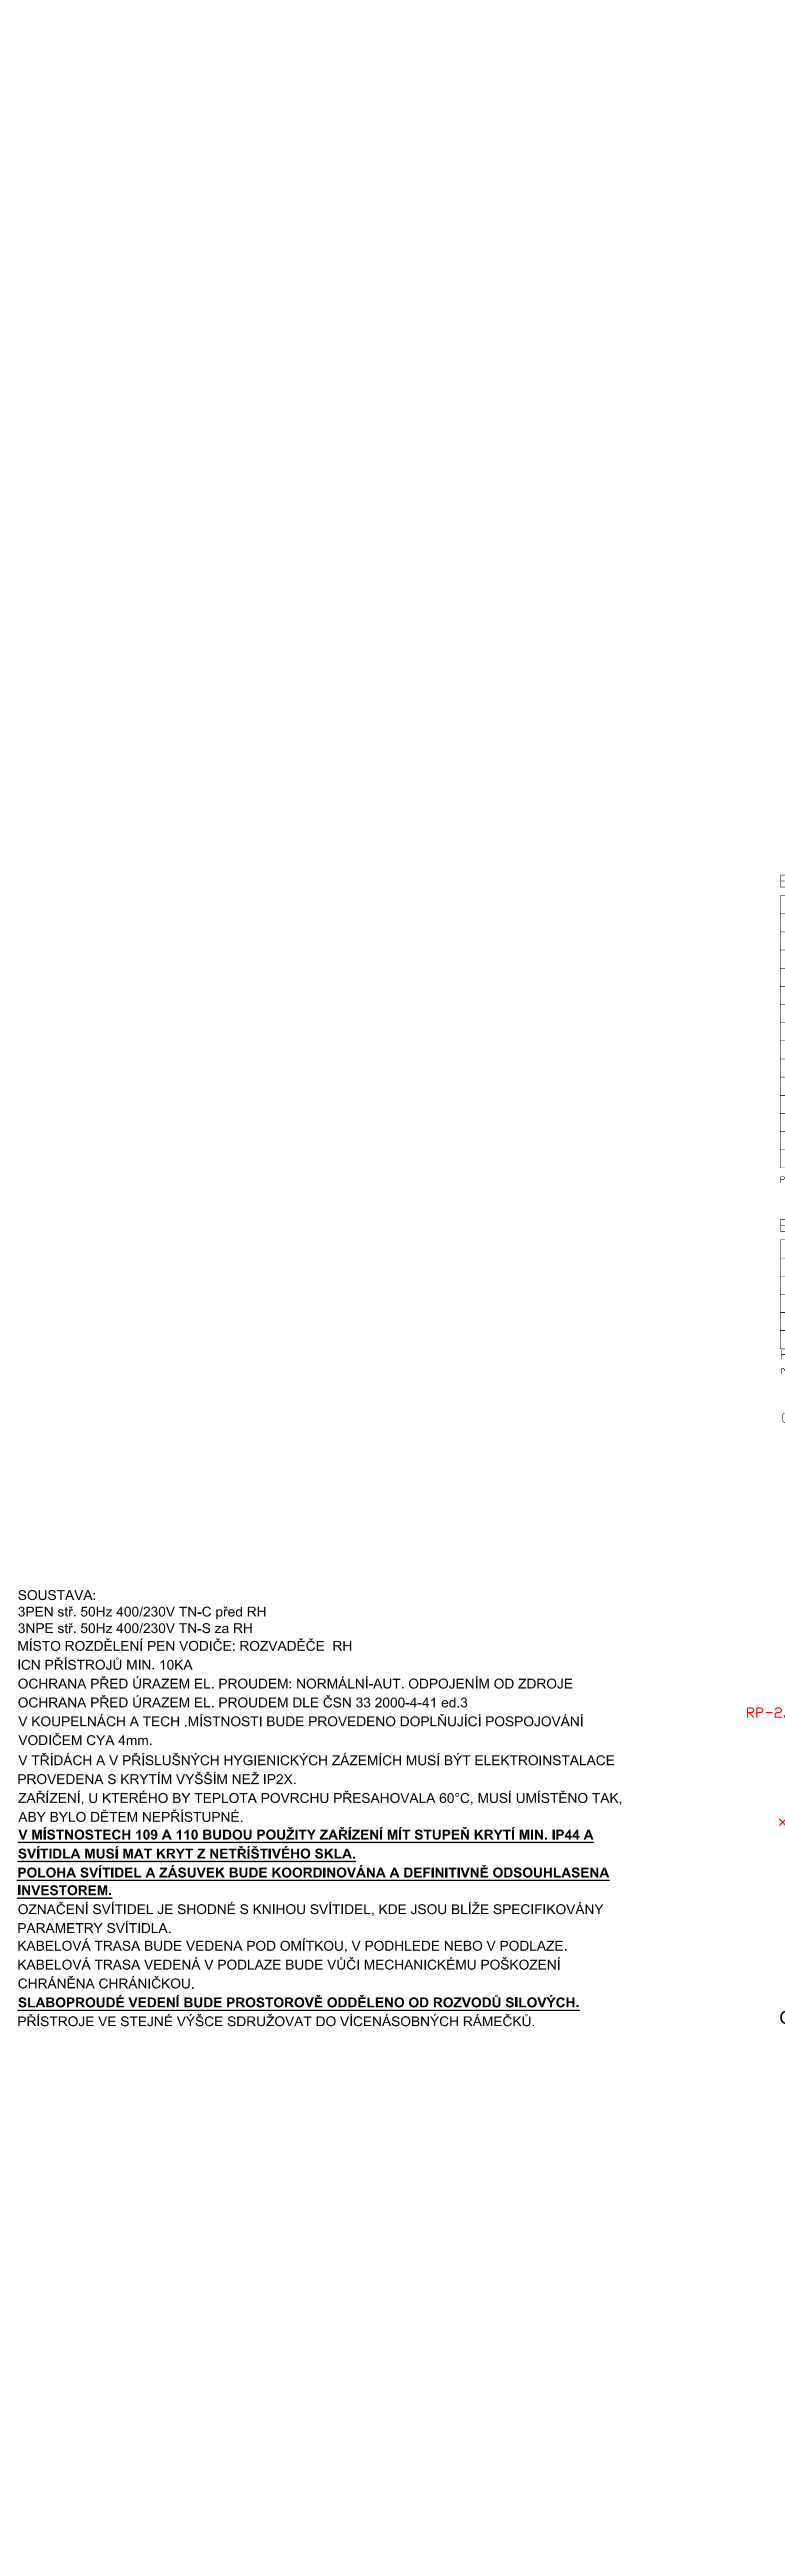 SOUSTAVA:
3PEN stř. 50Hz 400/230V TN-C před RH
3NPE stř. 50Hz 400/230V TN-S za RH
MÍSTO ROZDĚLENÍ PEN VODIČE: ROZVADĚČE RH
ICN PŘÍSTROJŮ MIN. 10KA
OCHRANA PŘED ÚRAZEM EL. PROUDEM: NORMÁLNÍ-AUT. ODPOJENÍM OD ZDROJE
OCHRANA PŘED ÚRAZEM EL. PROUDEM DLE ČSN 33 2000-4-41 ed.3
V KOUPELNÁCH A TECH .MÍSTNOSTI BUDE PROVEDENO DOPLŇUJÍCÍ POSPOJOVÁNÍ
VODIČEM CYA 4mm.
RP-2.
V TŘÍDÁCH A V PŘÍSLUŠNÝCH HYGIENICKÝCH ZÁZEMÍCH MUSÍ BÝT ELEKTROINSTALACE
PROVEDENA S KRYTÍM VYŠŠÍM NEŽ IP2X.
ZAŘÍZENÍ, U KTERÉHO BY TEPLOTA POVRCHU PŘESAHOVALA 60°C, MUSÍ UMÍSTĚNO TAK,
ABY BYLO DĚTEM NEPŘÍSTUPNÉ.
V MÍSTNOSTECH 109 A 110 BUDOU POUŽITY ZAŘÍZENÍ MÍT STUPEŇ KRYTÍ MIN. IP44 A
SVÍTIDLA MUSÍ MAT KRYT Z NETŘÍŠTIVÉHO SKLA.
POLOHA SVÍTIDEL A ZÁSUVEK BUDE KOORDINOVÁNA A DEFINITIVNĚ ODSOUHLASENA
INVESTOREM.
OZNAČENÍ SVÍTIDEL JE SHODNÉ S KNIHOU SVÍTIDEL, KDE JSOU BLÍŽE SPECIFIKOVÁNY
PARAMETRY SVÍTIDLA.
KABELOVÁ TRASA BUDE VEDENA POD OMÍTKOU, V PODHLEDE NEBO V PODLAZE.
KABELOVÁ TRASA VEDENÁ V PODLAZE BUDE VŮČI MECHANICKÉMU POŠKOZENÍ
CHRÁNĚNA CHRÁNIČKOU.
SLABOPROUDÉ VEDENÍ BUDE PROSTOROVĚ ODDĚLENO OD ROZVODŮ SILOVÝCH.
PŘÍSTROJE VE STEJNÉ VÝŠCE SDRUŽOVAT DO VÍCENÁSOBNÝCH RÁMEČKŮ.